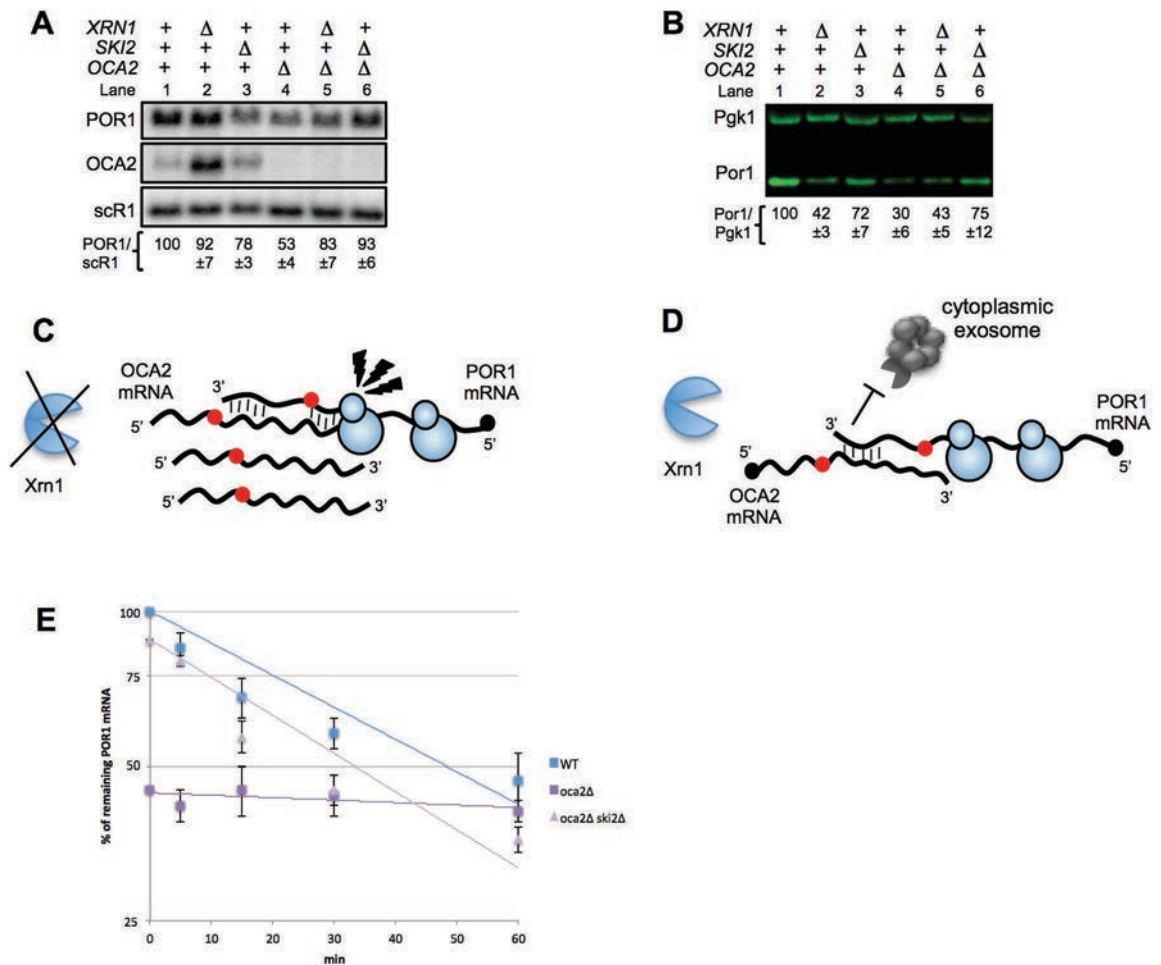 A
XRN1 + Δ + + Δ +
SKI2 + + Δ + + Δ
OCA2 + + + Δ Δ Δ
Lane 1 2 3 4 5 6
POR1
OCA2
scR1
POR1/ 100 92 78 53 83 93
scR1 ±7 ±3 ±4 ±7 ±6
B
XRN1 + Δ + + Δ +
SKI2 + + Δ + + Δ
OCA2 + + + Δ Δ Δ
Lane 1 2 3 4 5 6
Pgk1
Por1
Por1/ 100 42 72 30 43 75
Pgk1 ±3 ±7 ±6 ±5 ±12
C
OCA2
mRNA
POR1
mRNA
3'
5'
5'
Xrn1
5' 3'
5' 3'
D
cytoplasmic
exosome
Xrn1
3'
POR1
mRNA
5'
5'
OCA2
mRNA
3'
E
% of remaining POR1 mRNA
100
75
50
25
0 10 20 30 40 50 60
min
WT
oca2Δ
oca2Δ ski2Δ